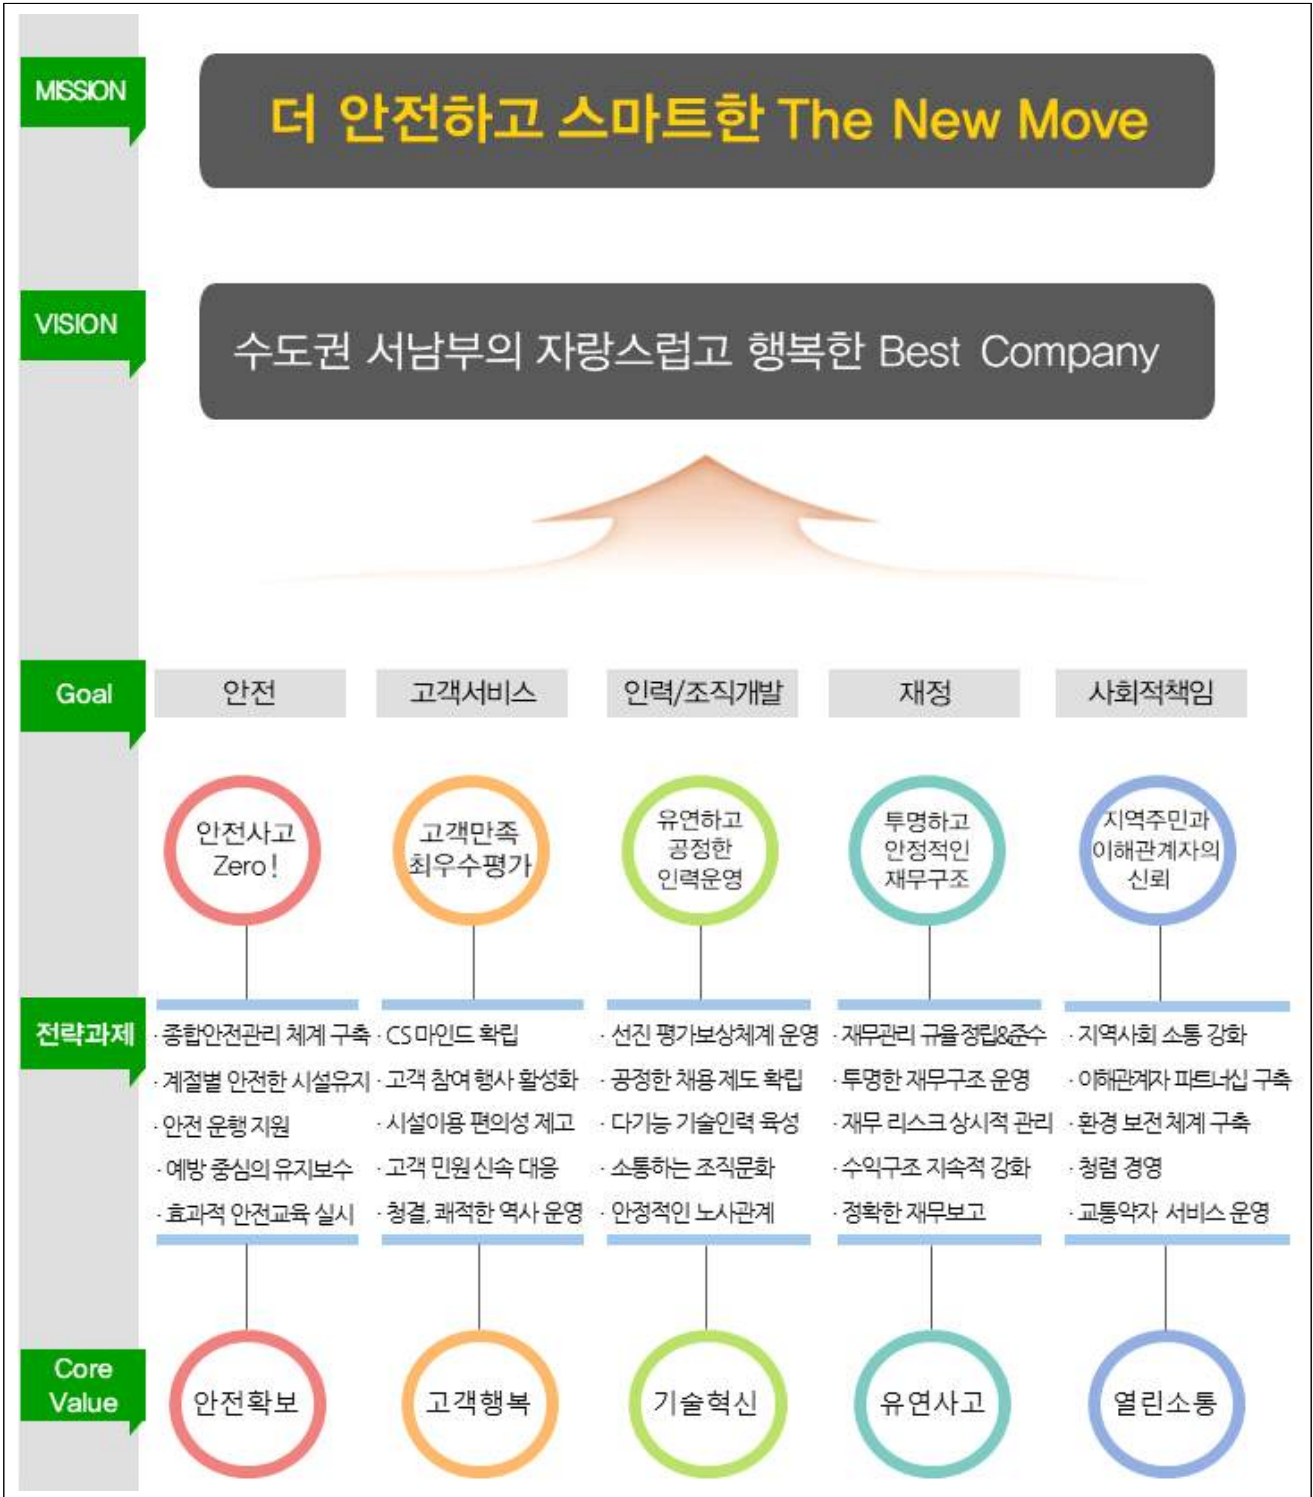 MISSION
더 안전하고 스마트한 The New Move
VISION
수도권 서남부의 자랑스럽고 행복한 Best Company
Goal
안전
고객서비스
인력/조직개발
재정
사회적책임
안전사고
Zero!
고객만족
최우수평가
유연하고
공정한
인력운영
투명하고
안정적인
재무구조
지역주민과
이해관계자의
신뢰
전략과제
· 종합안전관리 체계 구축
· 계절별 안전한 시설유지
· 안전 운행 지원
· 예방 중심의 유지보수
· 효과적 안전교육 실시
· CS 마인드 확립
· 고객 참여 행사 활성화
· 시설이용 편의성 제고
· 고객 민원 신속 대응
· 청결, 쾌적한 역사 운영
· 선진 평가보상체계 운영
· 공정한 채용 제도 확립
· 다기능 기술인력 육성
· 소통하는 조직문화
· 안정적인 노사관계
· 재무관리 규율 정립&준수
· 투명한 재무구조 운영
· 재무 리스크 상시적 관리
· 수익구조 지속적 강화
· 정확한 재무보고
· 지역사회 소통 강화
· 이해관계자 파트너십 구축
· 환경 보전 체계 구축
· 청렴 경영
· 교통약자 서비스 운영
Core
Value
안전확보
고객행복
기술혁신
유연사고
열린소통